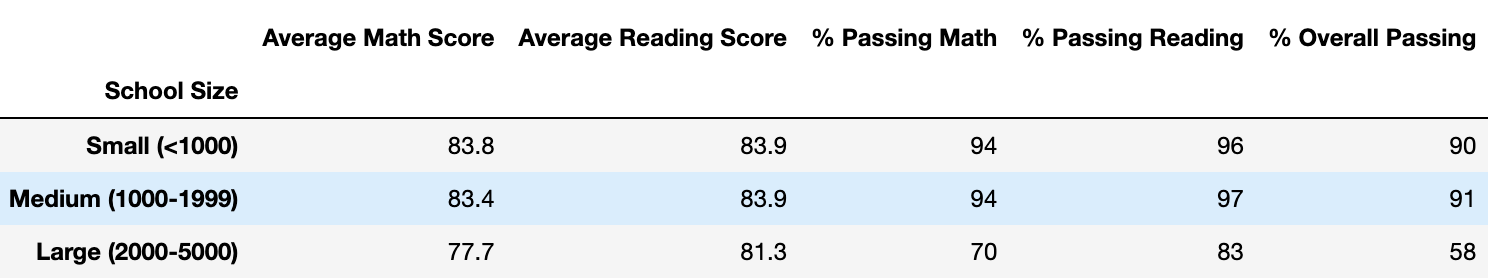 Average Math Score Average Reading Score % Passing Math % Passing Reading % Overall Passing
School Size
Small (<1000) 83.8 83.9 94 96 90
Medium (1000-1999) 83.4 83.9 94 97 91
Large (2000-5000) 77.7 81.3 70 83 58